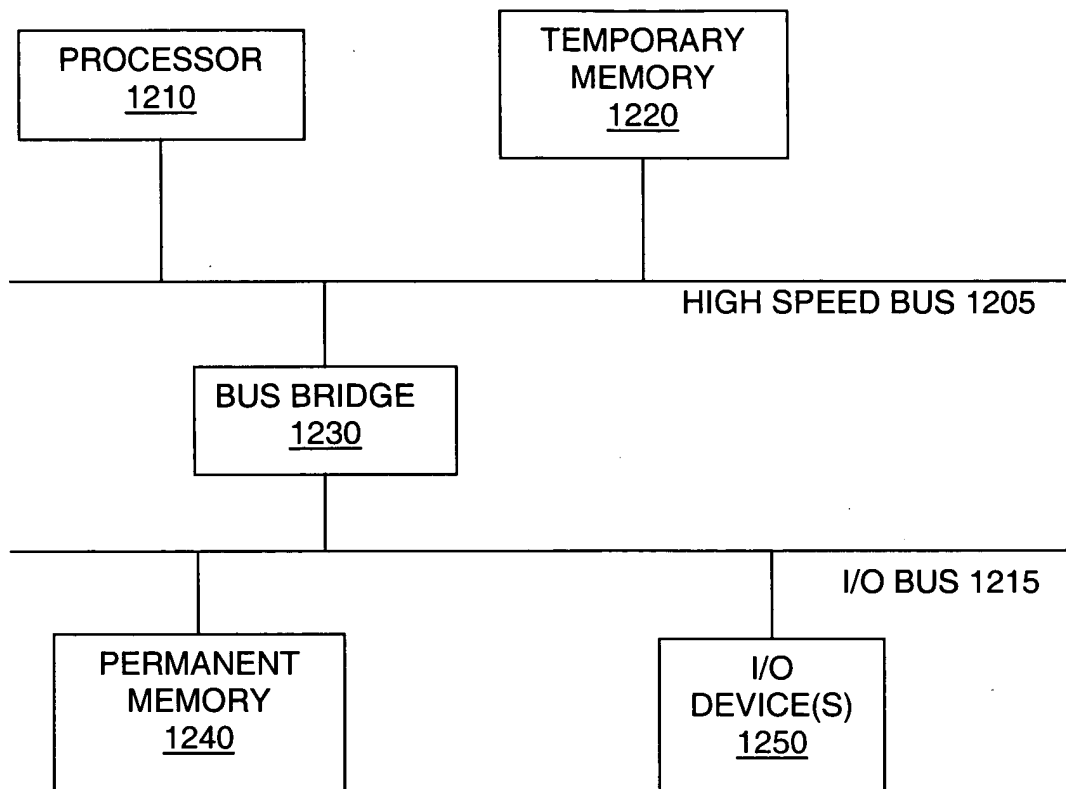 PROCESSOR
1210
TEMPORARY
MEMORY
1220
HIGH SPEED BUS 1205
BUS BRIDGE
1230
I/O BUS 1215
PERMANENT
MEMORY
1240
I/O
DEVICE(S)
1250